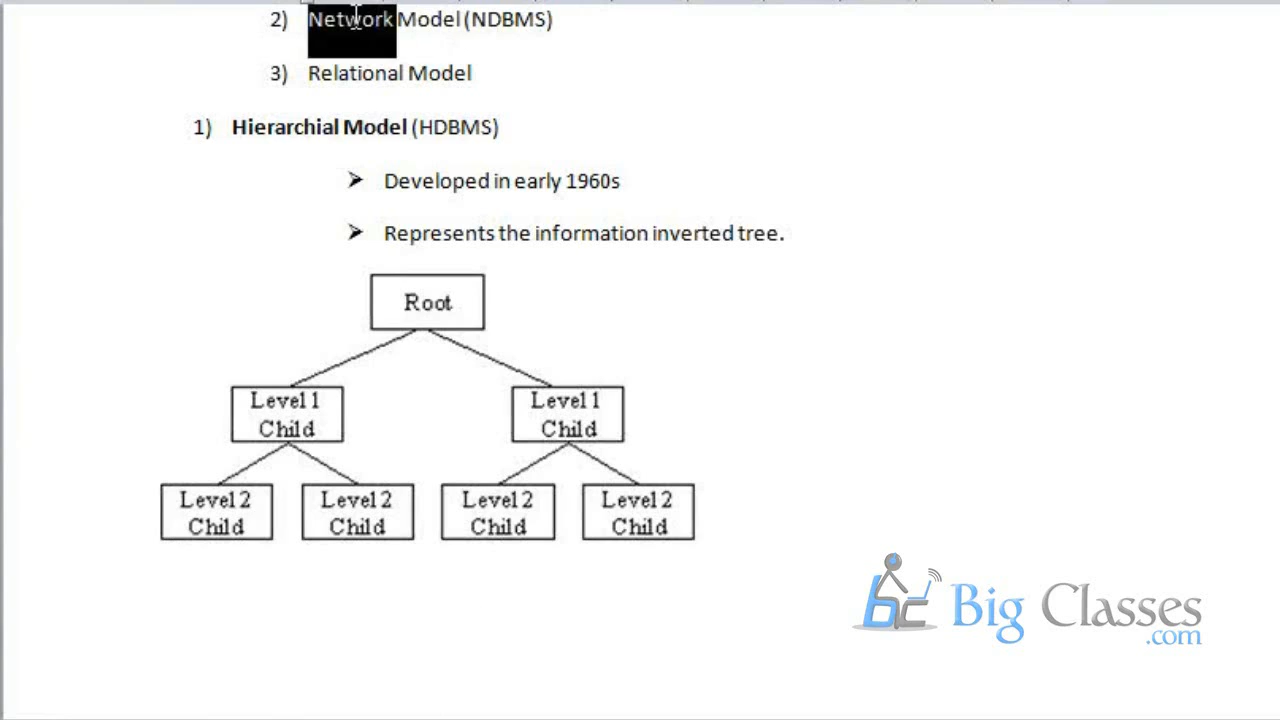 2) Network Model (NDBMS)
3) Relational Model
1) Hierarchial Model (HDBMS)
➢ Developed in early 1960s
➢ Represents the information inverted tree.
Root
Level 1
Child
Level 1
Child
Level 2
Child
Level 2
Child
Level 2
Child
Level 2
Child
bc Big Classes
.com